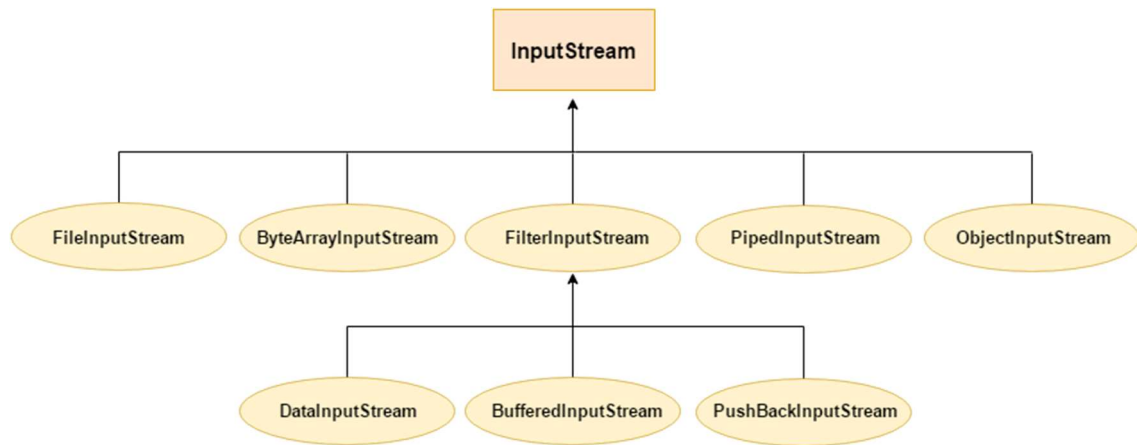 InputStream
FileInputStream
ByteArrayInputStream
FilterInputStream
PipedInputStream
ObjectInputStream
DataInputStream
BufferedInputStream
PushBackInputStream